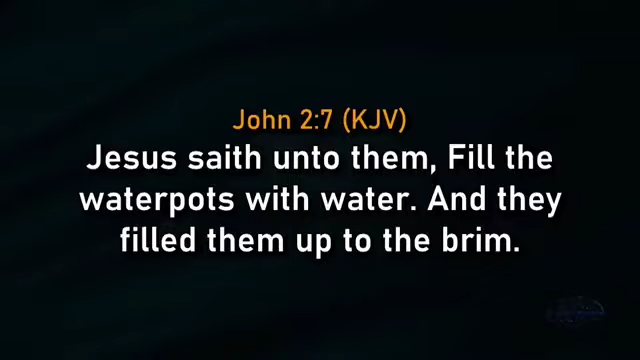 John 2:7 (KJV)
Jesus saith unto them, Fill the
waterpots with water. And they
filled them up to the brim.